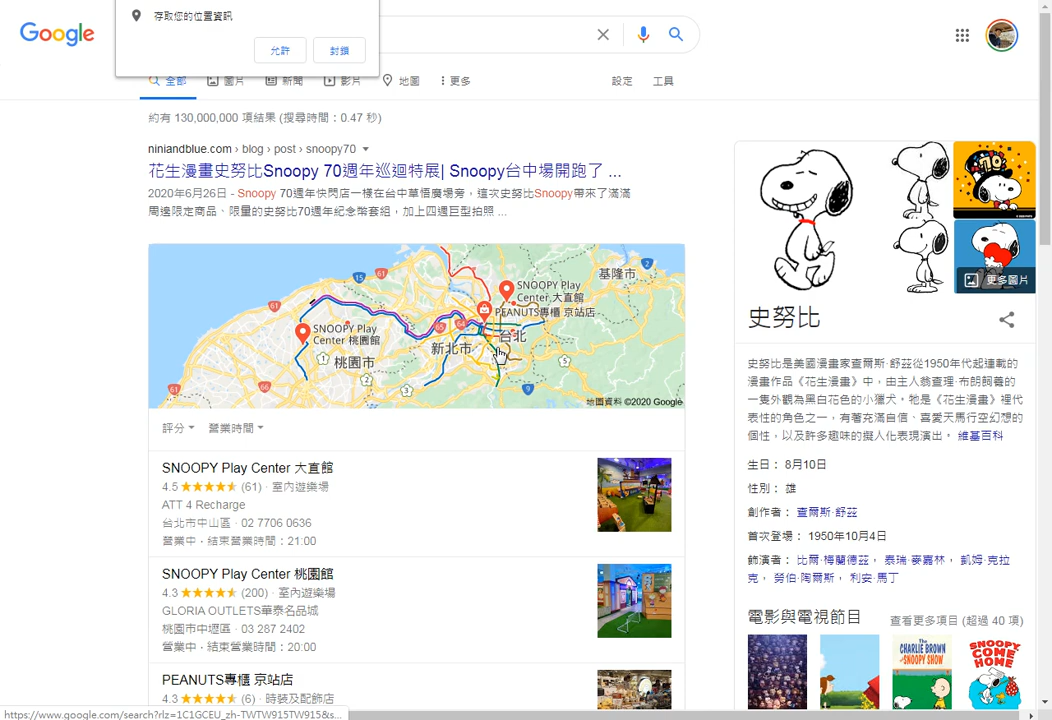 Google
存取您的位置資訊
允許
封鎖
全部
圖片
新聞
影片
地圖
更多
設定
工具
約有 130,000,000 項結果 (搜尋時間：0.47 秒)
niniandblue.com › blog › post › snoopy70
花生漫畫史努比Snoopy 70週年巡迴特展| Snoopy台中場開跑了 ...
2020年6月26日 - Snoopy 70週年快閃店一樣在台中草悟廣場旁，這次史努比Snoopy帶來了滿滿
周邊限定商品、限量的史努比70週年紀念幣套組，加上四週巨型拍照 ...
基隆市
SNOOPY Play
Center 大直館
PEANUTS專櫃 京站店
SNOOPY Play
Center 桃園館
台北
新北市
桃園市
15
61
2
61
65
64
1
2
3
5
9
66
61
地圖資料 ©2020 Google
評分
營業時間
SNOOPY Play Center 大直館
4.5 (61) · 室內遊樂場
ATT 4 Recharge
台北市中山區 · 02 7706 0636
營業中 · 結束營業時間：21:00
SNOOPY Play Center 桃園館
4.3 (200) · 室內遊樂場
GLORIA OUTLETS華泰名品城
桃園市中壢區 · 03 287 2402
營業中 · 結束營業時間：20:00
PEANUTS專櫃 京站店
4.3 (6) · 時裝及配飾店
https://www.google.com/search?rlz=1C1GCEU_zh-TWTW915TW915&s...
70
更多圖片
史努比
史努比是美國漫畫家查爾斯·舒茲從1950年代起連載的
漫畫作品《花生漫畫》中，由主人翁查理·布朗飼養的
一隻外觀為黑白花色的小獵犬。牠是《花生漫畫》裡代
表性的角色之一，有著充滿自信、喜愛天馬行空幻想的
個性，以及許多趣味的擬人化表現演出。 維基百科
生日： 8月10日
性別： 雄
創作者： 查爾斯·舒茲
首次登場： 1950年10月4日
飾演者： 比爾·梅蘭德茲， 泰瑞·麥嘉林， 凱姆·克拉
克， 勞伯·陶爾斯， 利安·馬丁
電影與電視節目
查看更多項目 (超過 40 項)
THE
CHARLIE BROWN
AND
SNOOPY SHOW
SNOOPY
COME
HOME